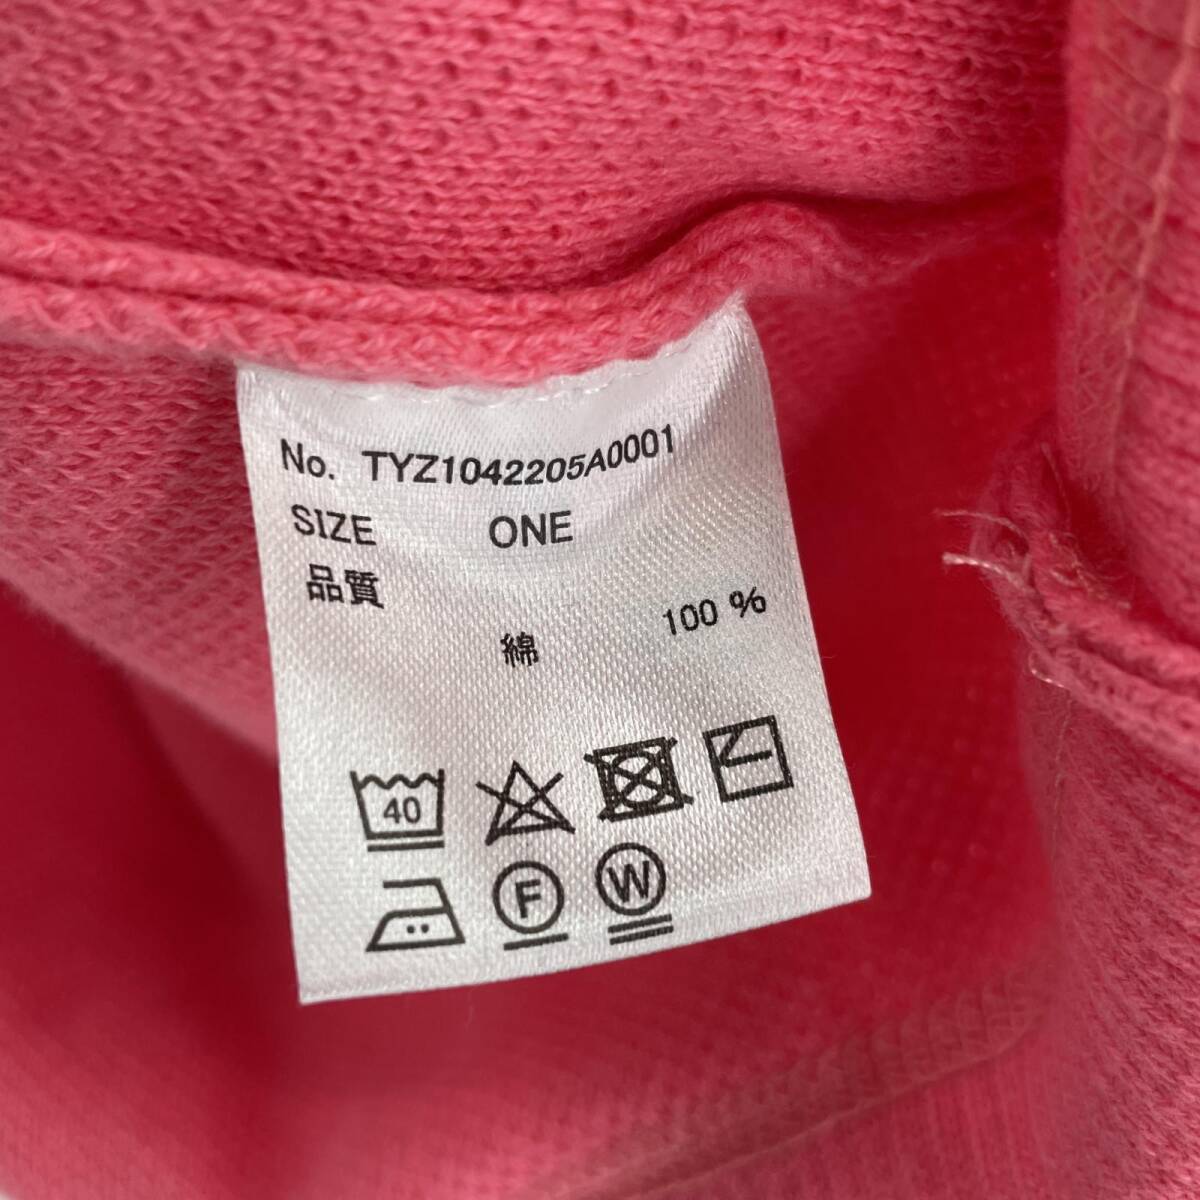 No. TYZ1042205A0001
SIZE ONE
品質
綿 100 %
40
F W